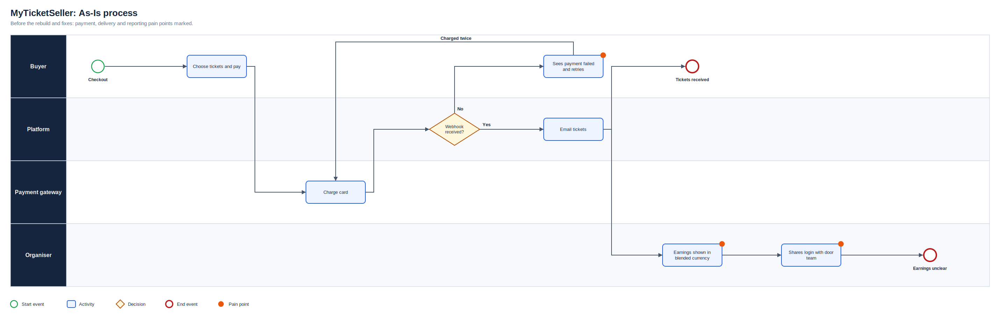 MyTicketSeller: As-Is process
Before the rebuild and fixes: payment, delivery and reporting pain points marked.
Charged twice
Buyer
Checkout
Choose tickets and pay
Sees payment failed
and retries
Tickets received
Platform
No
Webhook
received?
Yes
Email tickets
Payment gateway
Charge card
Organiser
Earnings shown in
blended currency
Shares login with door
team
Earnings unclear
Start event
Activity
Decision
End event
Pain point